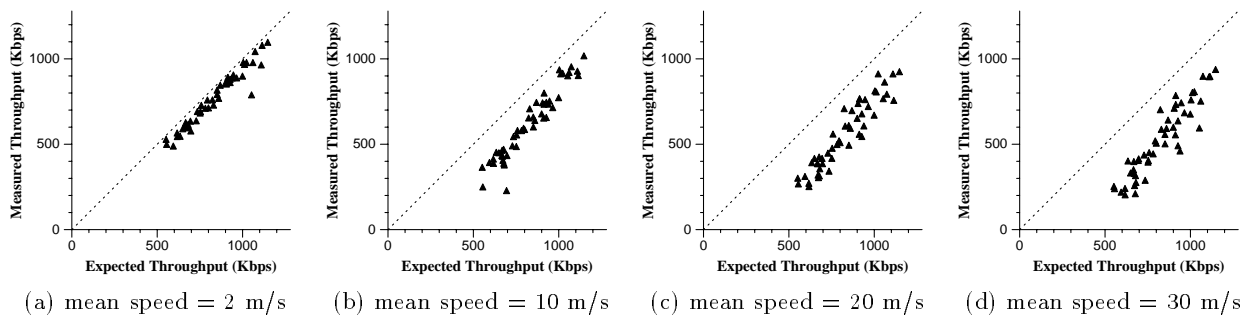 Measured Throughput (Kbps)
1000
500
0
0 500 1000
Expected Throughput (Kbps)
(a) mean speed = 2 m/s
Measured Throughput (Kbps)
1000
500
0
0 500 1000
Expected Throughput (Kbps)
(b) mean speed = 10 m/s
Measured Throughput (Kbps)
1000
500
0
0 500 1000
Expected Throughput (Kbps)
(c) mean speed = 20 m/s
Measured Throughput (Kbps)
1000
500
0
0 500 1000
Expected Throughput (Kbps)
(d) mean speed = 30 m/s